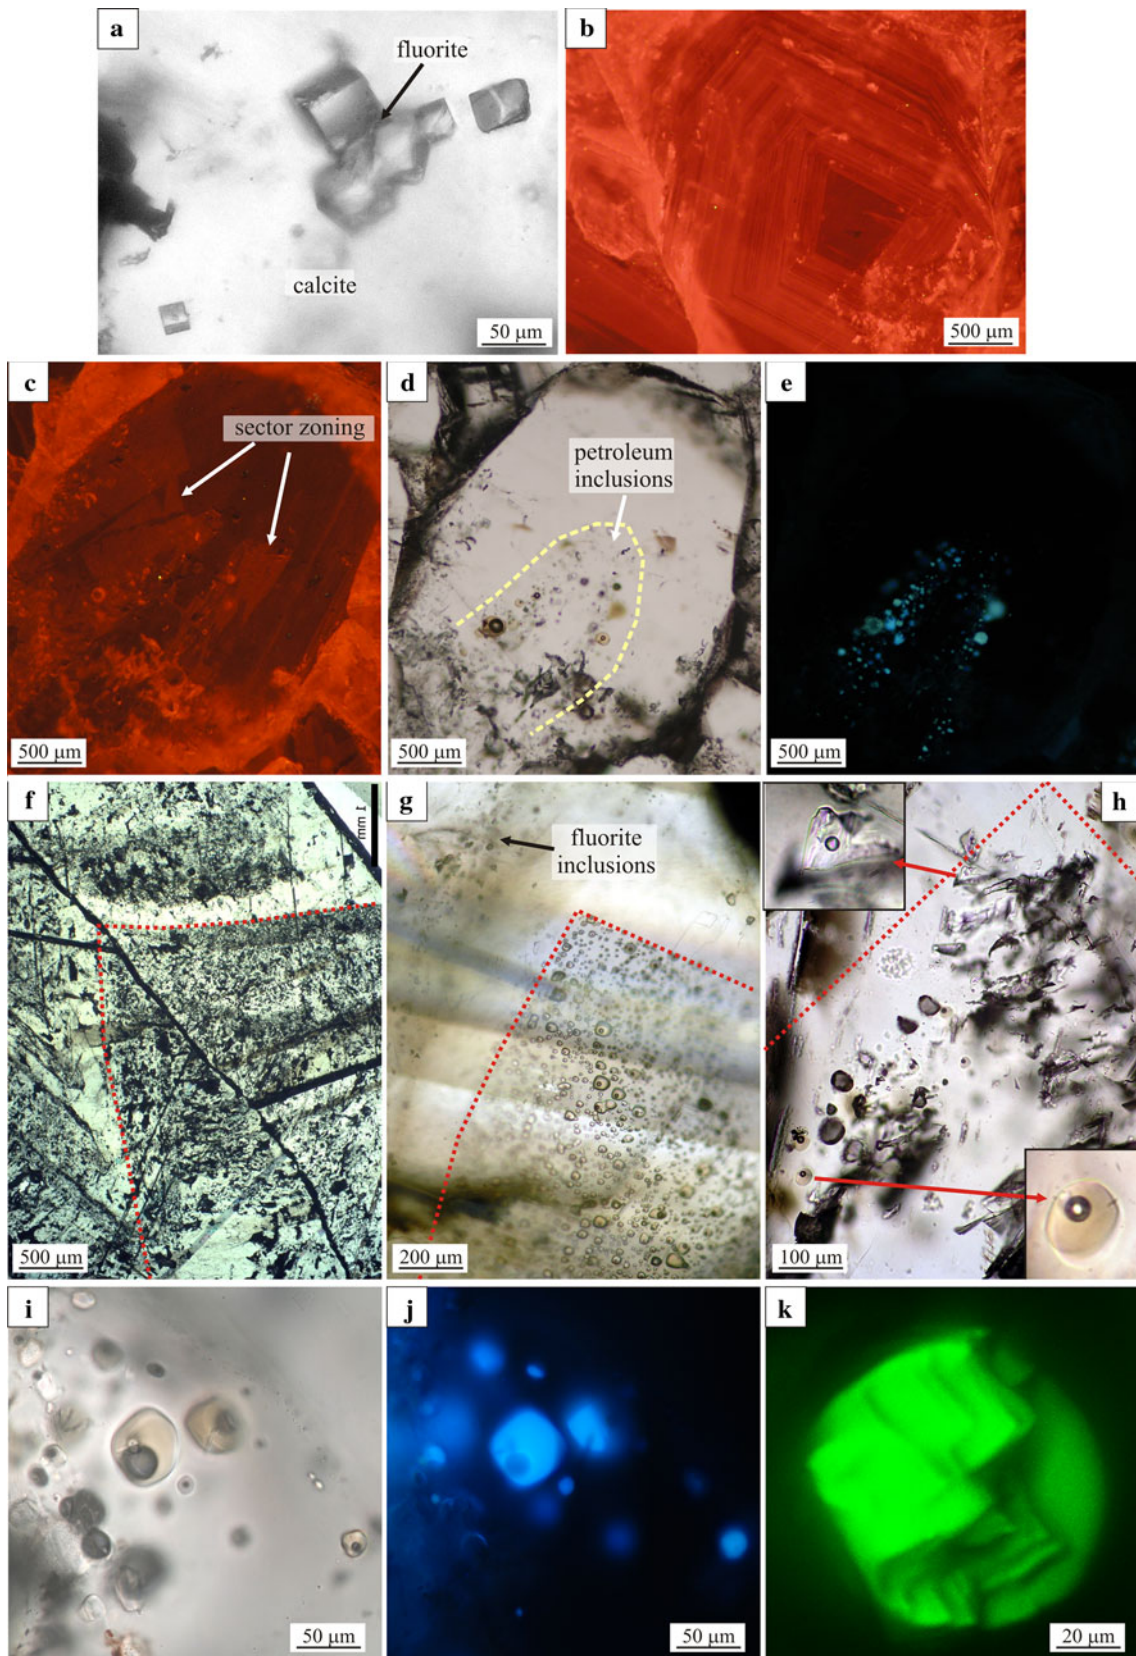 a
fluorite
calcite
50 µm
b
500 µm
c
sector zoning
500 µm
d
petroleum
inclusions
500 µm
e
500 µm
f
1 mm
500 µm
g
fluorite
inclusions
200 µm
h
100 µm
i
50 µm
j
50 µm
k
20 µm